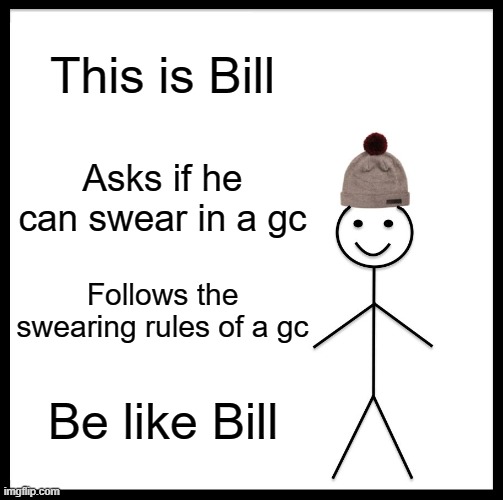 This is Bill
Asks if he
can swear in a gc
Follows the
swearing rules of a gc
Be like Bill
imgflip.com